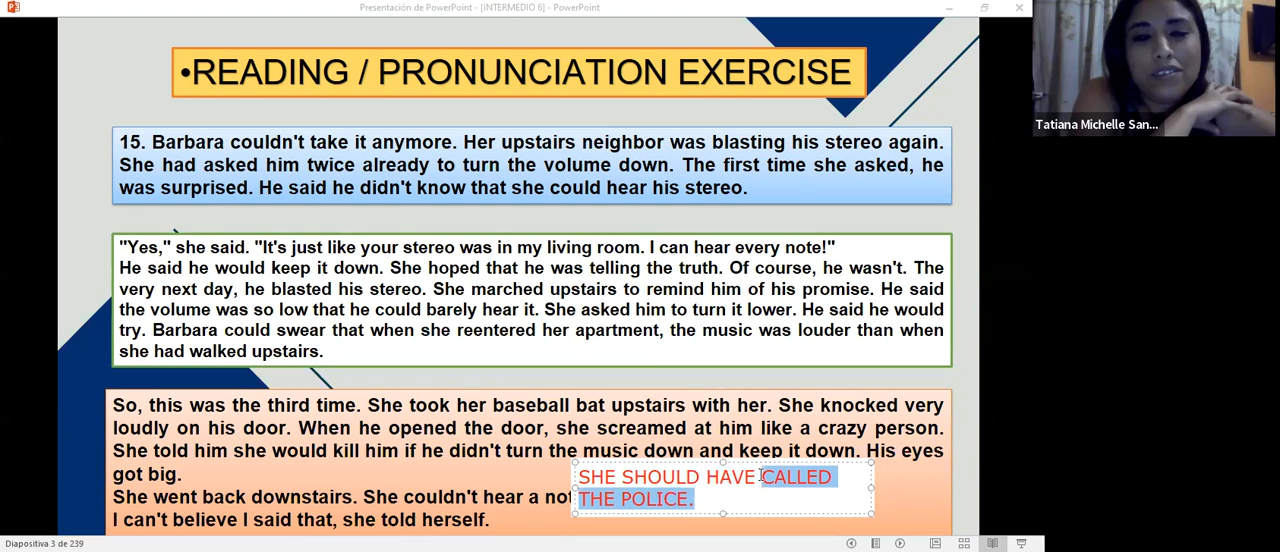 Presentación de PowerPoint - [INTERMEDIO 6] - PowerPoint
•READING / PRONUNCIATION EXERCISE
Tatiana Michelle San...
15. Barbara couldn't take it anymore. Her upstairs neighbor was blasting his stereo again.
She had asked him twice already to turn the volume down. The first time she asked, he
was surprised. He said he didn't know that she could hear his stereo.
"Yes," she said. "It's just like your stereo was in my living room. I can hear every note!"
He said he would keep it down. She hoped that he was telling the truth. Of course, he wasn't. The
very next day, he blasted his stereo. She marched upstairs to remind him of his promise. He said
the volume was so low that he could barely hear it. She asked him to turn it lower. He said he would
try. Barbara could swear that when she reentered her apartment, the music was louder than when
she had walked upstairs.
So, this was the third time. She took her baseball bat upstairs with her. She knocked very
loudly on his door. When he opened the door, she screamed at him like a crazy person.
She told him she would kill him if he didn't turn the music down and keep it down. His eyes
got big.
She went back downstairs. She couldn't hear a not
I can't believe I said that, she told herself.
SHE SHOULD HAVE CALLED
THE POLICE.
Diapositiva 3 de 239